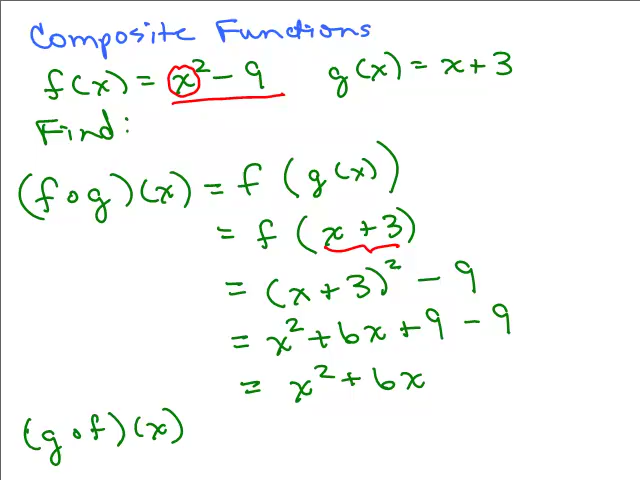 Composite Functions
f(x) = x² - 9 g(x) = x + 3
Find:
(f∘g)(x) = f(g(x))
= f(x + 3)
= (x + 3)² - 9
= x² + 6x + 9 - 9
= x² + 6x
(g∘f)(x)